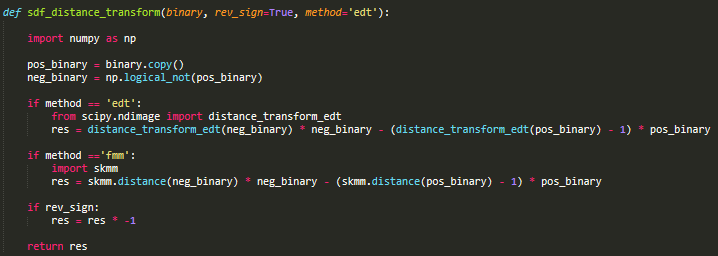 def sdf_distance_transform(binary, rev_sign=True, method='edt'):
import numpy as np
pos_binary = binary.copy()
neg_binary = np.logical_not(pos_binary)
if method == 'edt':
from scipy.ndimage import distance_transform_edt
res = distance_transform_edt(neg_binary) * neg_binary - (distance_transform_edt(pos_binary) - 1) * pos_binary
if method =='fmm':
import skmm
res = skmm.distance(neg_binary) * neg_binary - (skmm.distance(pos_binary) - 1) * pos_binary
if rev_sign:
res = res * -1
return res